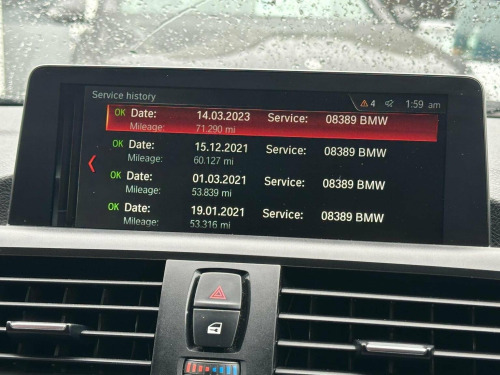 Service history 4 1:59 am
OK Date: 14.03.2023 Service: 08389 BMW
Mileage: 71.290 mi
OK Date: 15.12.2021 Service: 08389 BMW
Mileage: 60.127 mi
OK Date: 01.03.2021 Service: 08389 BMW
Mileage: 53.839 mi
OK Date: 19.01.2021 Service: 08389 BMW
Mileage: 53.316 mi